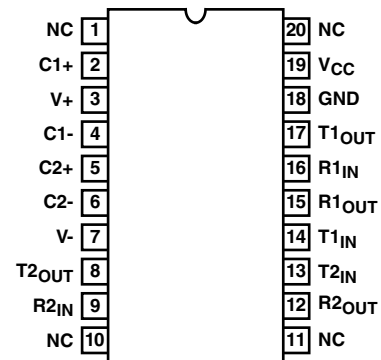 NC 1 20 NC
C1+ 2 19 VCC
V+ 3 18 GND
C1- 4 17 T1OUT
C2+ 5 16 R1IN
C2- 6 15 R1OUT
V- 7 14 T1IN
T2OUT 8 13 T2IN
R2IN 9 12 R2OUT
NC 10 11 NC